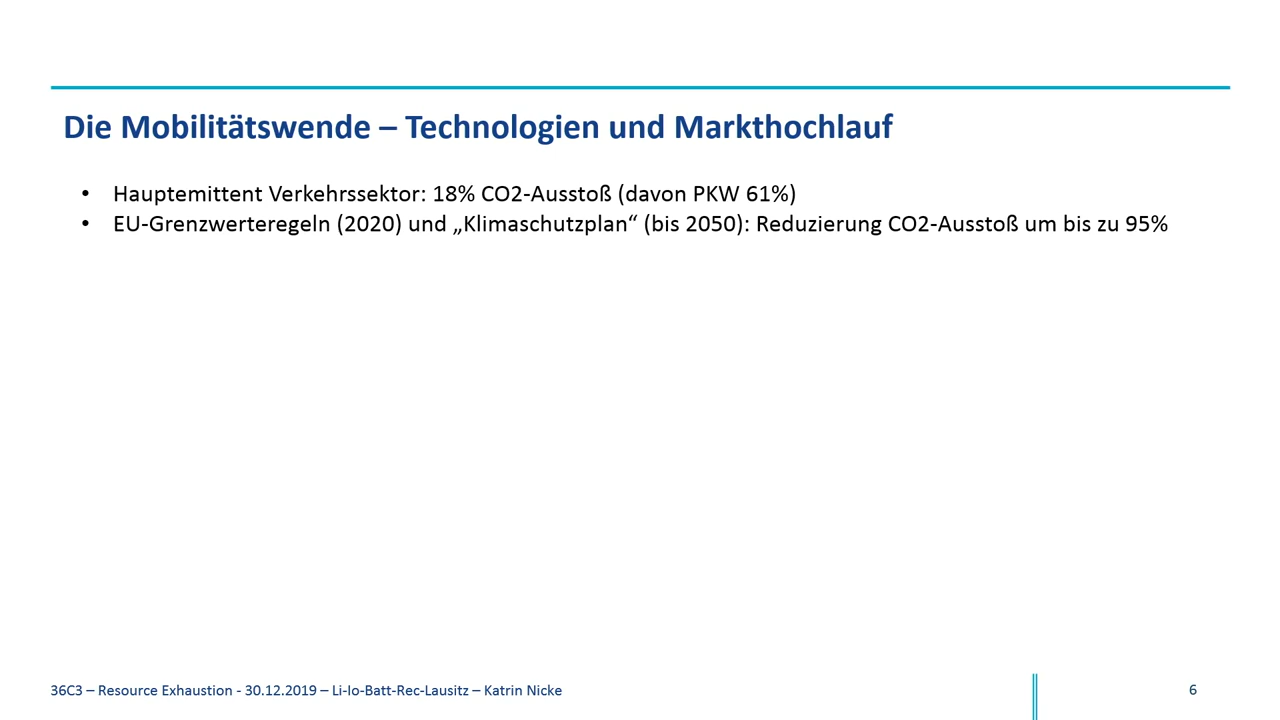 Die Mobilitätswende – Technologien und Markthochlauf
• Hauptemittent Verkehrssektor: 18% CO2-Ausstoß (davon PKW 61%)
• EU-Grenzwerteregeln (2020) und „Klimaschutzplan“ (bis 2050): Reduzierung CO2-Ausstoß um bis zu 95%
36C3 – Resource Exhaustion - 30.12.2019 – Li-Io-Batt-Rec-Lausitz – Katrin Nicke
6